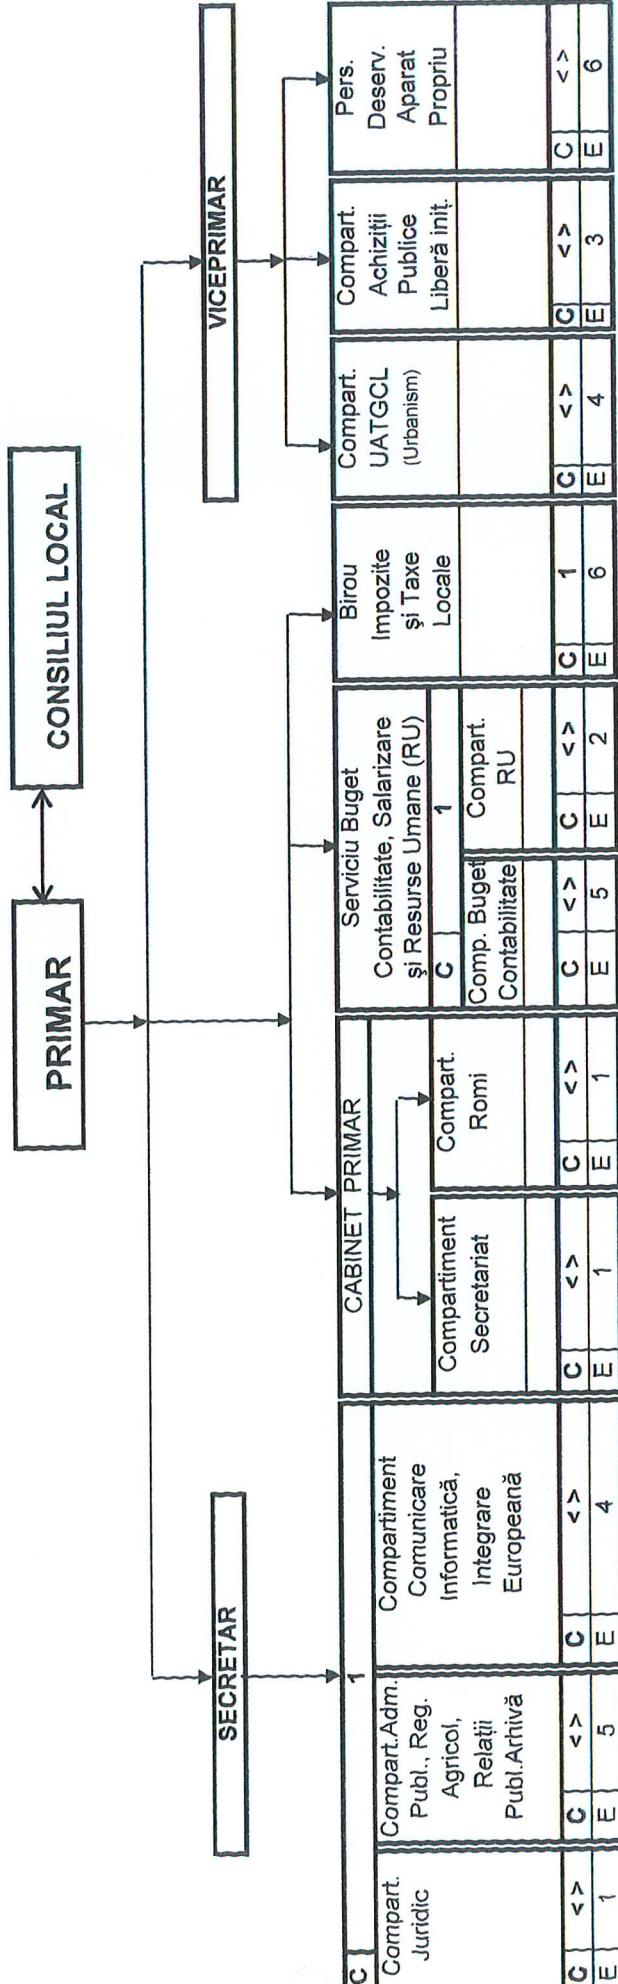 PRIMAR
CONSILIUL LOCAL
SECRETAR
VICEPRIMAR
C 1
Compart.
Juridic
C < >
E 1
Compart.Adm.
Publ., Reg.
Agricol,
Relații
Publ.Arhivă
C < >
E 5
Compartiment
Comunicare
Informatică,
Integrare
Europeană
C < >
E 4
CABINET PRIMAR
Compartiment
Secretariat
C < >
E 1
Compart.
Romi
C < >
E 1
Serviciu Buget
Contabilitate, Salarizare
și Resurse Umane (RU)
C 1
Comp. Buget
Contabilitate
C < >
E 5
Compart.
RU
C < >
E 2
Birou
Impozite
și Taxe
Locale
C 1
E 6
Compart.
UATGCL
(Urbanism)
C < >
E 4
Compart.
Achiziții
Publice
Liberă iniț.
C < >
E 3
Pers.
Deserv.
Aparat
Propriu
C < >
E 6